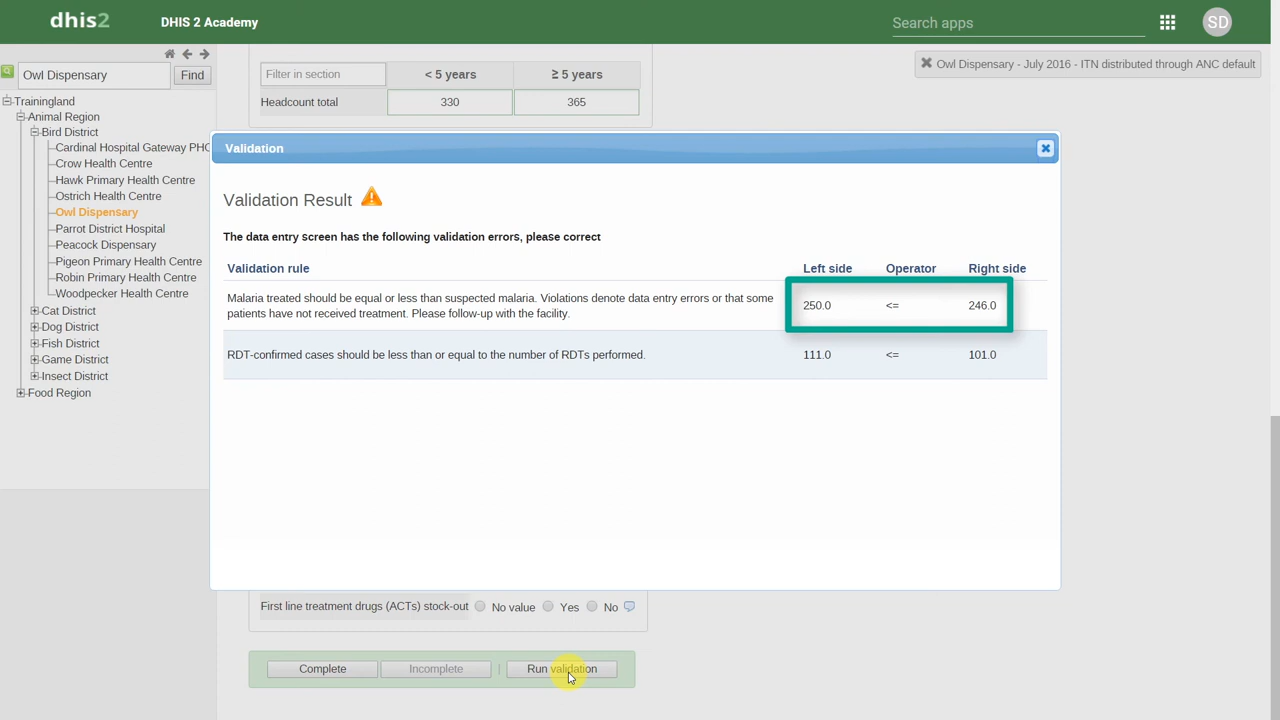 dhis2
DHIS 2 Academy
Search apps
SD
Owl Dispensary
Find
Trainingland
Animal Region
Bird District
Cardinal Hospital Gateway PHC
Crow Health Centre
Hawk Primary Health Centre
Ostrich Health Centre
Owl Dispensary
Parrot District Hospital
Peacock Dispensary
Pigeon Primary Health Centre
Robin Primary Health Centre
Woodpecker Health Centre
Cat District
Dog District
Fish District
Game District
Insect District
Food Region
Filter in section
< 5 years
≥ 5 years
Headcount total
330
365
Owl Dispensary - July 2016 - ITN distributed through ANC default
Validation
Validation Result
The data entry screen has the following validation errors, please correct
Validation rule
Left side
Operator
Right side
Malaria treated should be equal or less than suspected malaria. Violations denote data entry errors or that some
patients have not received treatment. Please follow-up with the facility.
250.0
<=
246.0
RDT-confirmed cases should be less than or equal to the number of RDTs performed.
111.0
<=
101.0
First line treatment drugs (ACTs) stock-out
No value
Yes
No
Complete
Incomplete
Run validation